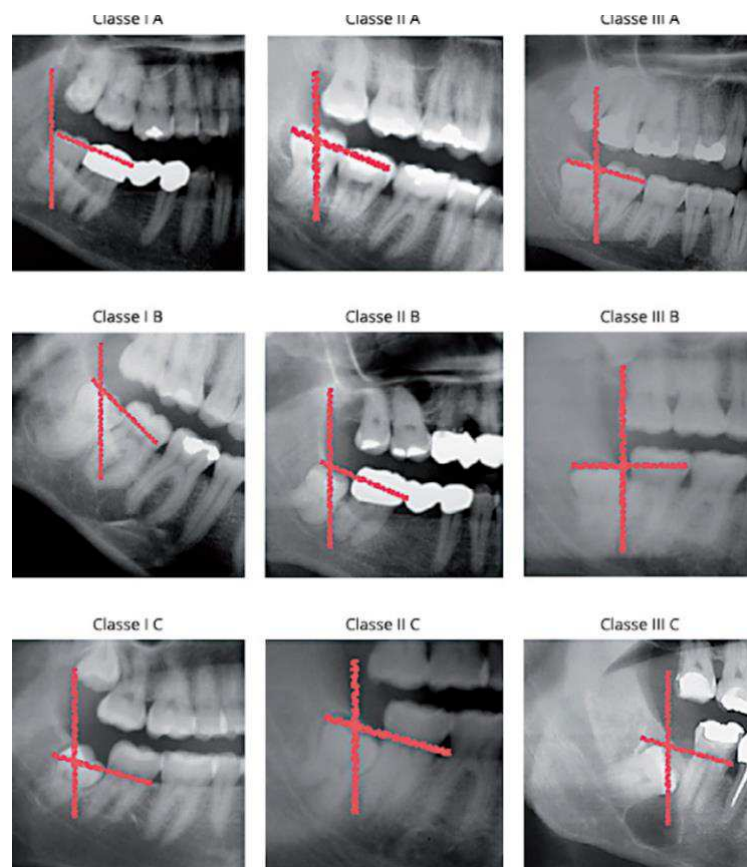 Classe I A
Classe II A
Classe III A
Classe I B
Classe II B
Classe III B
Classe I C
Classe II C
Classe III C